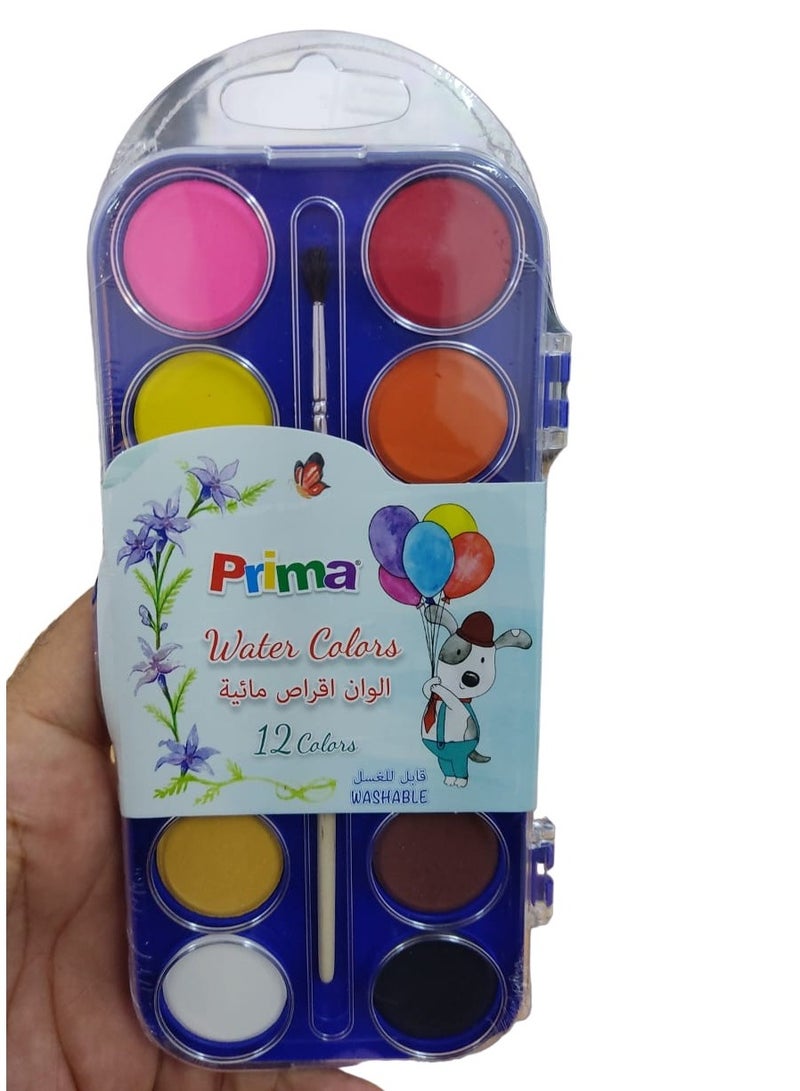 Prima®
Water Colors
الوان اقراص مائية
12 Colors
قابل للغسل
WASHABLE